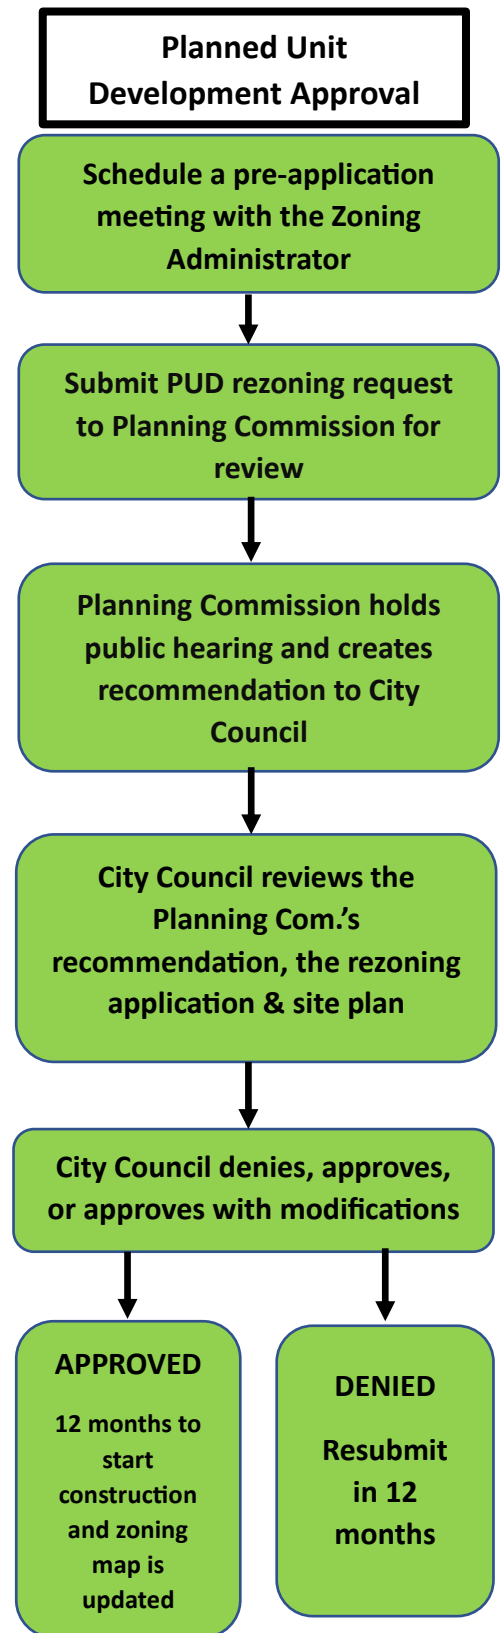 Planned Unit
Development Approval
Schedule a pre-application
meeting with the Zoning
Administrator
Submit PUD rezoning request
to Planning Commission for
review
Planning Commission holds
public hearing and creates
recommendation to City
Council
City Council reviews the
Planning Com.’s
recommendation, the rezoning
application & site plan
City Council denies, approves,
or approves with modifications
APPROVED
12 months to
start
construction
and zoning
map is
updated
DENIED
Resubmit
in 12
months